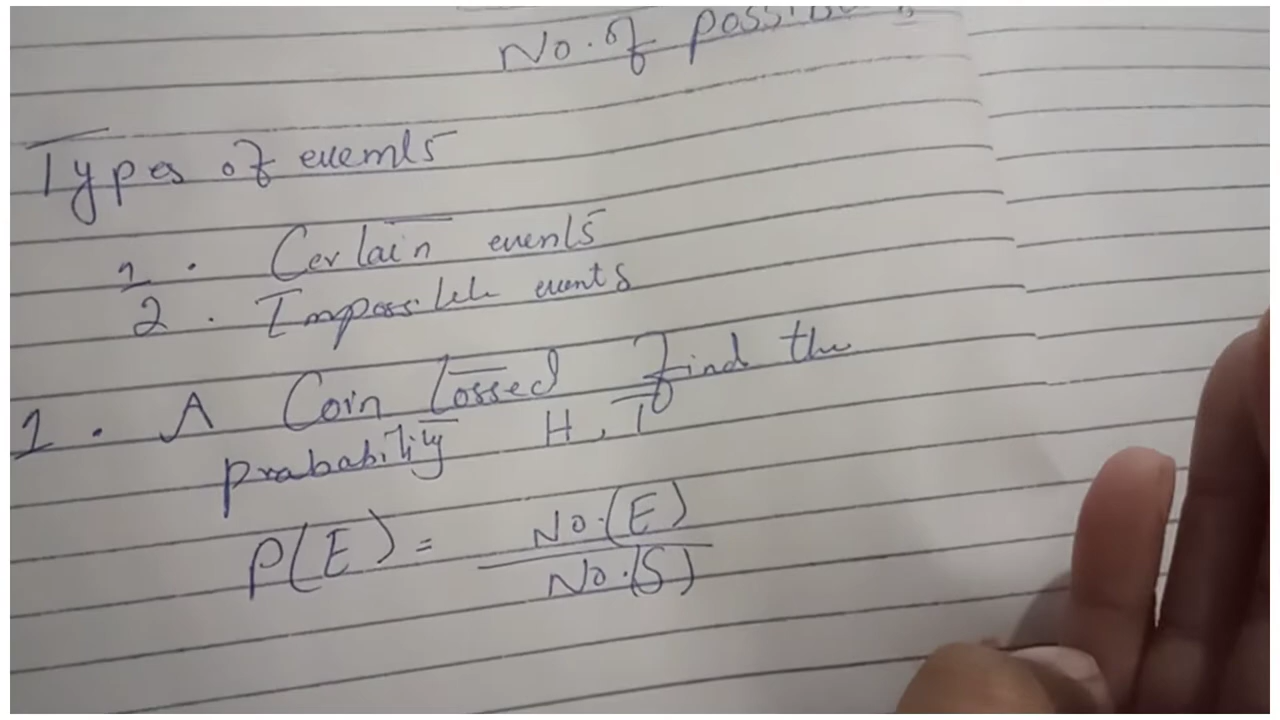 No. of
Types of events
1. Certain events
2. Impossible events
1. A Coin tossed find the
probability H, T
P(E) = No.(E)
No.(S)